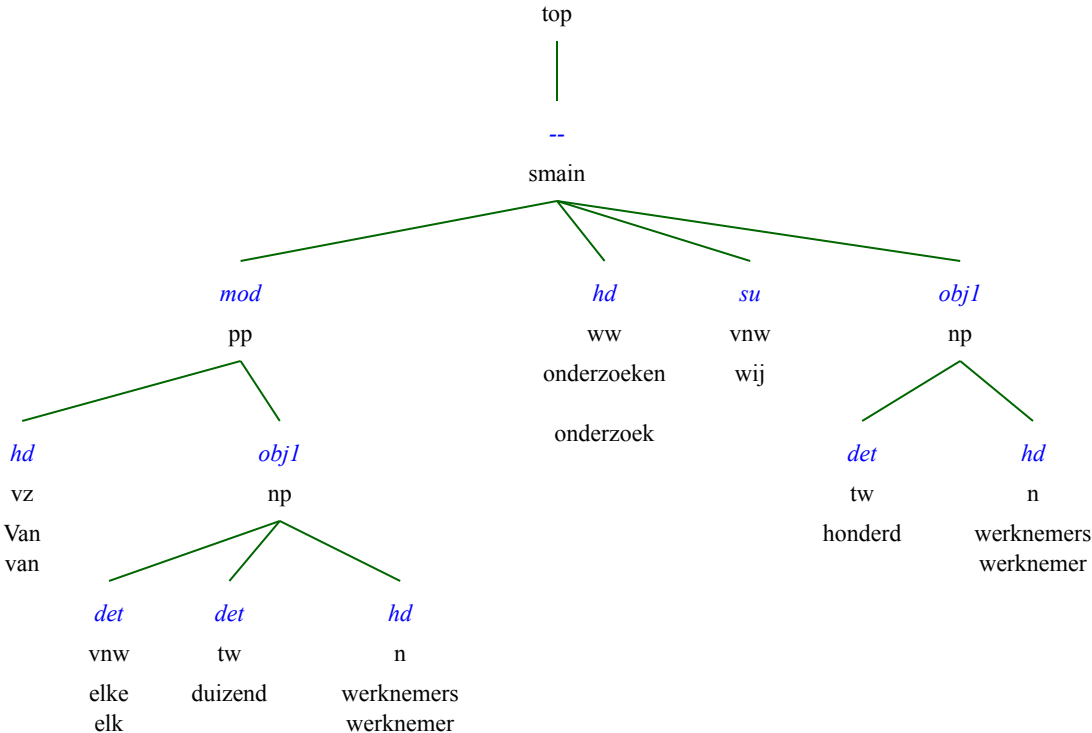 top
--
smain
mod hd su obj1
pp ww vnw np
onderzoeken wij
onderzoek
hd obj1 det hd
vz np tw n
Van honderd werknemers
van werknemer
det det hd
vnw tw n
elke duizend werknemers
elk werknemer